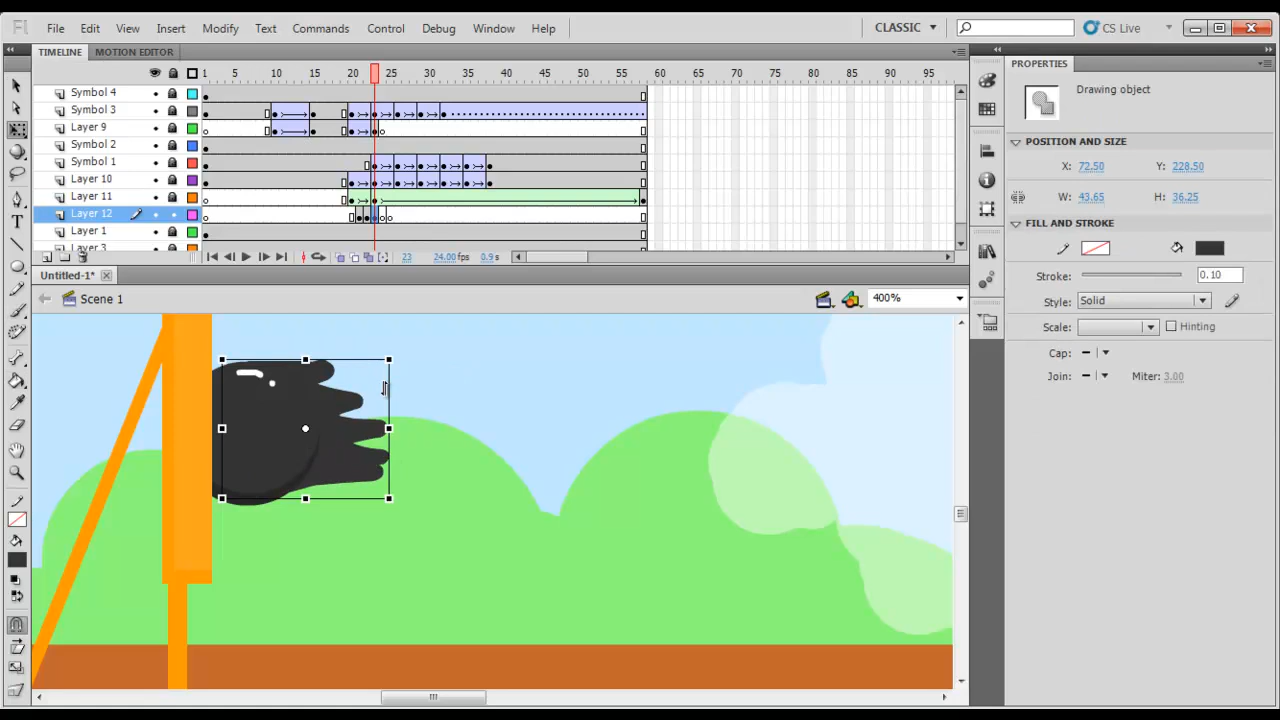 Fl File Edit View Insert Modify Text Commands Control Debug Window Help CLASSIC CS Live
TIMELINE MOTION EDITOR
1 5 10 15 20 25 30 35 40 45 50 55 60 65 70 75 80 85 90 95
Symbol 4
Symbol 3
Layer 9
Symbol 2
Symbol 1
Layer 10
Layer 11
Layer 12
Layer 1
Layer 3
23 24.00 fps 0.9 s
Untitled-1*
Scene 1 400%
PROPERTIES
Drawing object
POSITION AND SIZE
X: 72.50 Y: 228.50
W: 43.65 H: 36.25
FILL AND STROKE
Stroke: 0.10
Style: Solid
Scale: Hinting
Cap:
Join: Miter: 3.00